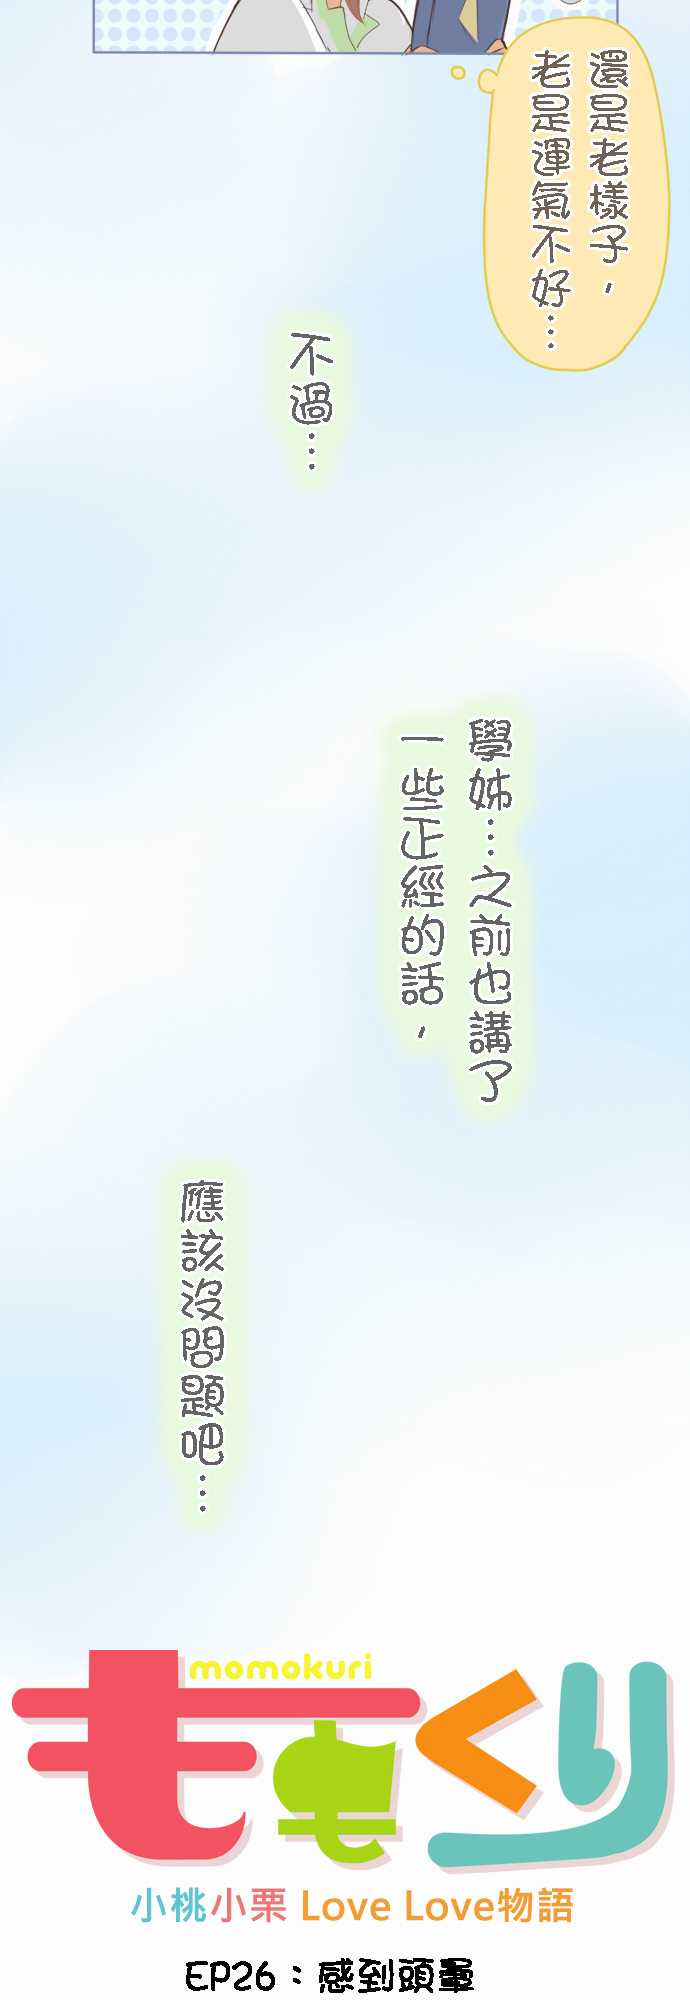 還是老樣子，
老是運氣不好…
不過…
學姊…之前也講了
一些正經的話，
應該沒問題吧…
momokuri
ももくり
小桃小栗 Love Love物語
EP26：感到頭暈